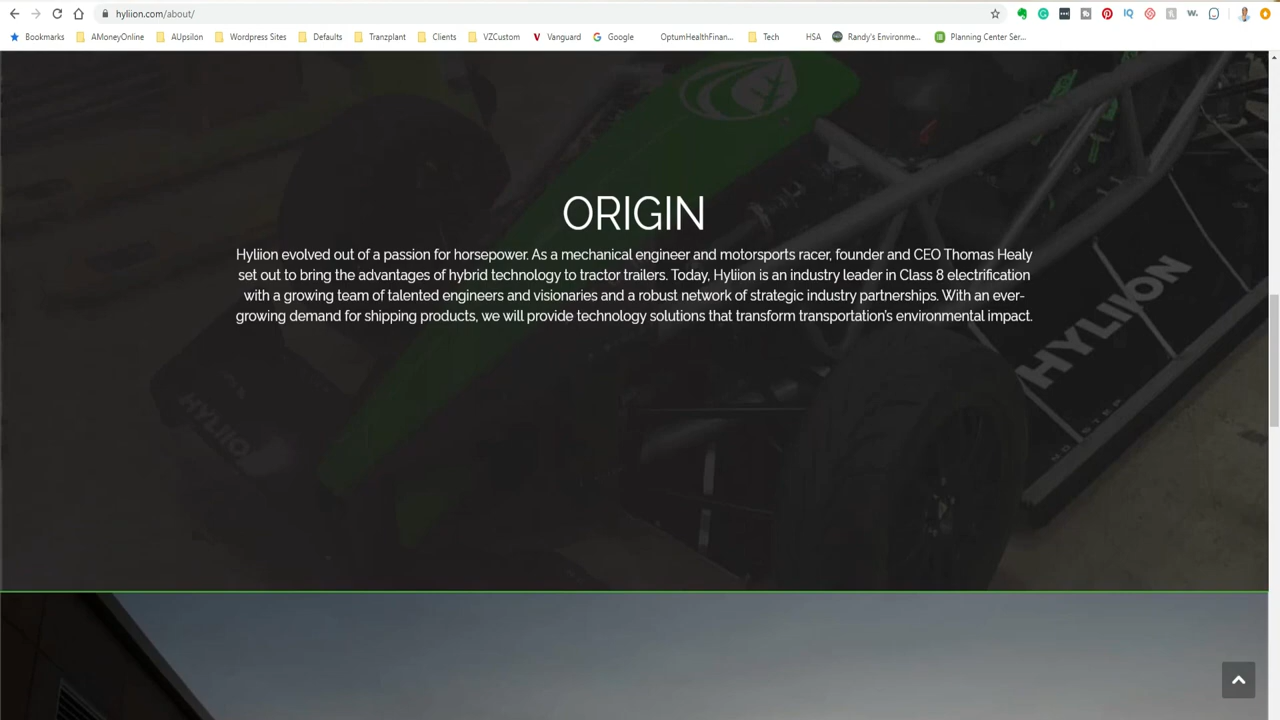 hyliion.com/about/
Bookmarks AMoneyOnline AUpsilon Wordpress Sites Defaults Tranzplant Clients VZCustom Vanguard Google OptumHealthFinan... Tech HSA Randy's Environme... Planning Center Ser...
ORIGIN
Hyliion evolved out of a passion for horsepower. As a mechanical engineer and motorsports racer, founder and CEO Thomas Healy
set out to bring the advantages of hybrid technology to tractor trailers. Today, Hyliion is an industry leader in Class 8 electrification
with a growing team of talented engineers and visionaries and a robust network of strategic industry partnerships. With an ever-
growing demand for shipping products, we will provide technology solutions that transform transportation's environmental impact.
HYLIION
HYLIIO